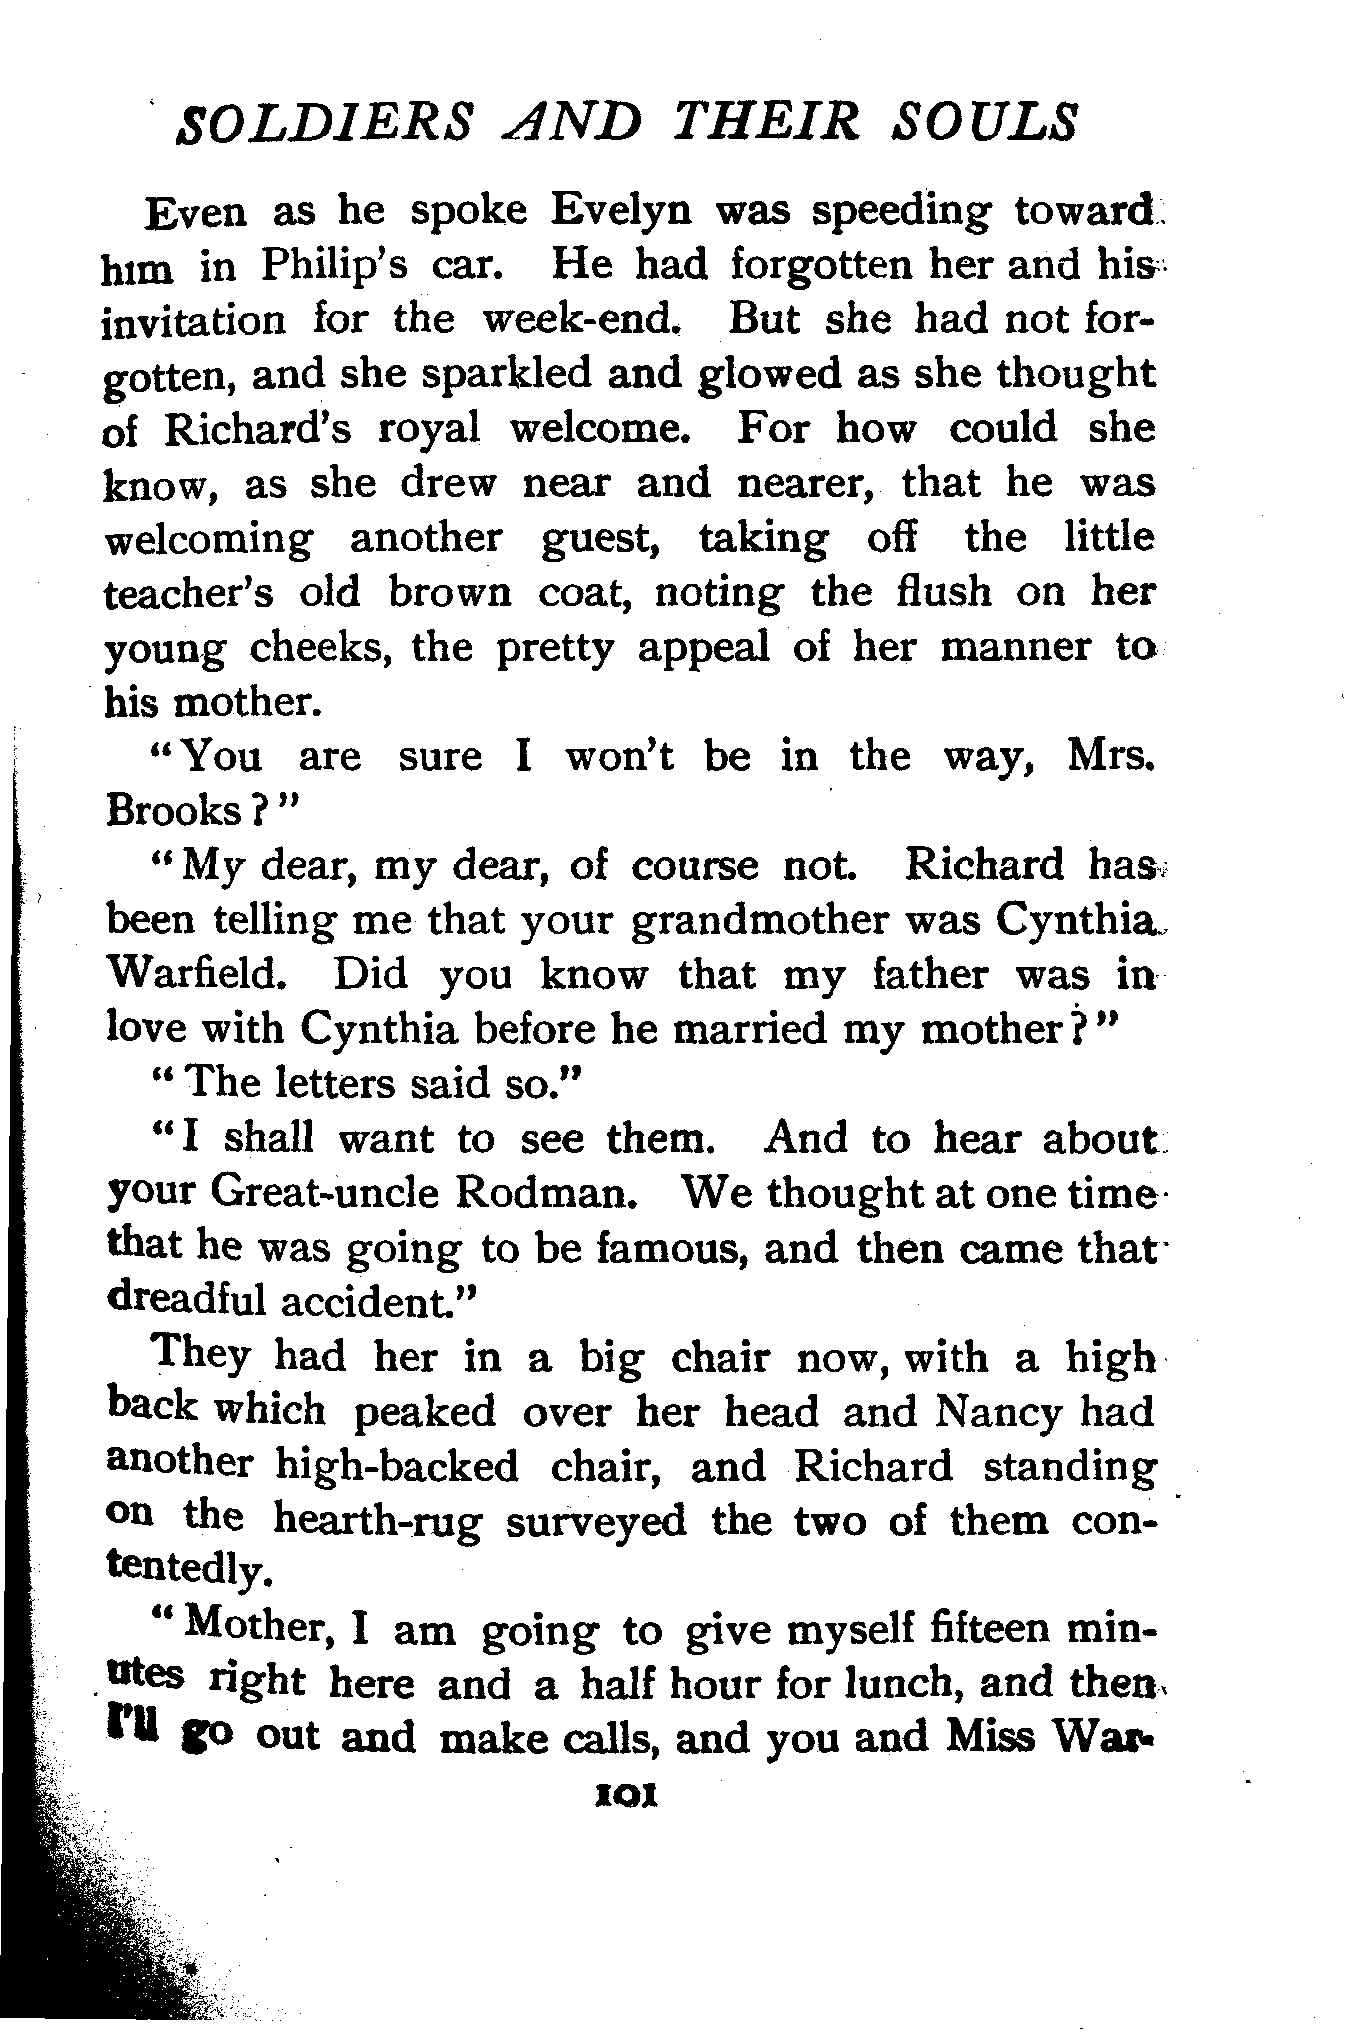 SOLDIERS AND THEIR SOULS
Even as he spoke Evelyn was speeding toward
him in Philip's car. He had forgotten her and his
invitation for the week-end. But she had not for-
gotten, and she sparkled and glowed as she thought
of Richard's royal welcome. For how could she
know, as she drew near and nearer, that he was
welcoming another guest, taking off the little
teacher's old brown coat, noting the flush on her
young cheeks, the pretty appeal of her manner to
his mother.
"You are sure I won't be in the way, Mrs.
Brooks?"
"My dear, my dear, of course not. Richard has
been telling me that your grandmother was Cynthia
Warfield. Did you know that my father was in
love with Cynthia before he married my mother?"
"The letters said so."
"I shall want to see them. And to hear about
your Great-uncle Rodman. We thought at one time
that he was going to be famous, and then came that
dreadful accident."
They had her in a big chair now, with a high
back which peaked over her head and Nancy had
another high-backed chair, and Richard standing
on the hearth-rug surveyed the two of them con-
tentedly.
"Mother, I am going to give myself fifteen min-
utes right here and a half hour for lunch, and then
I'll go out and make calls, and you and Miss War-
101